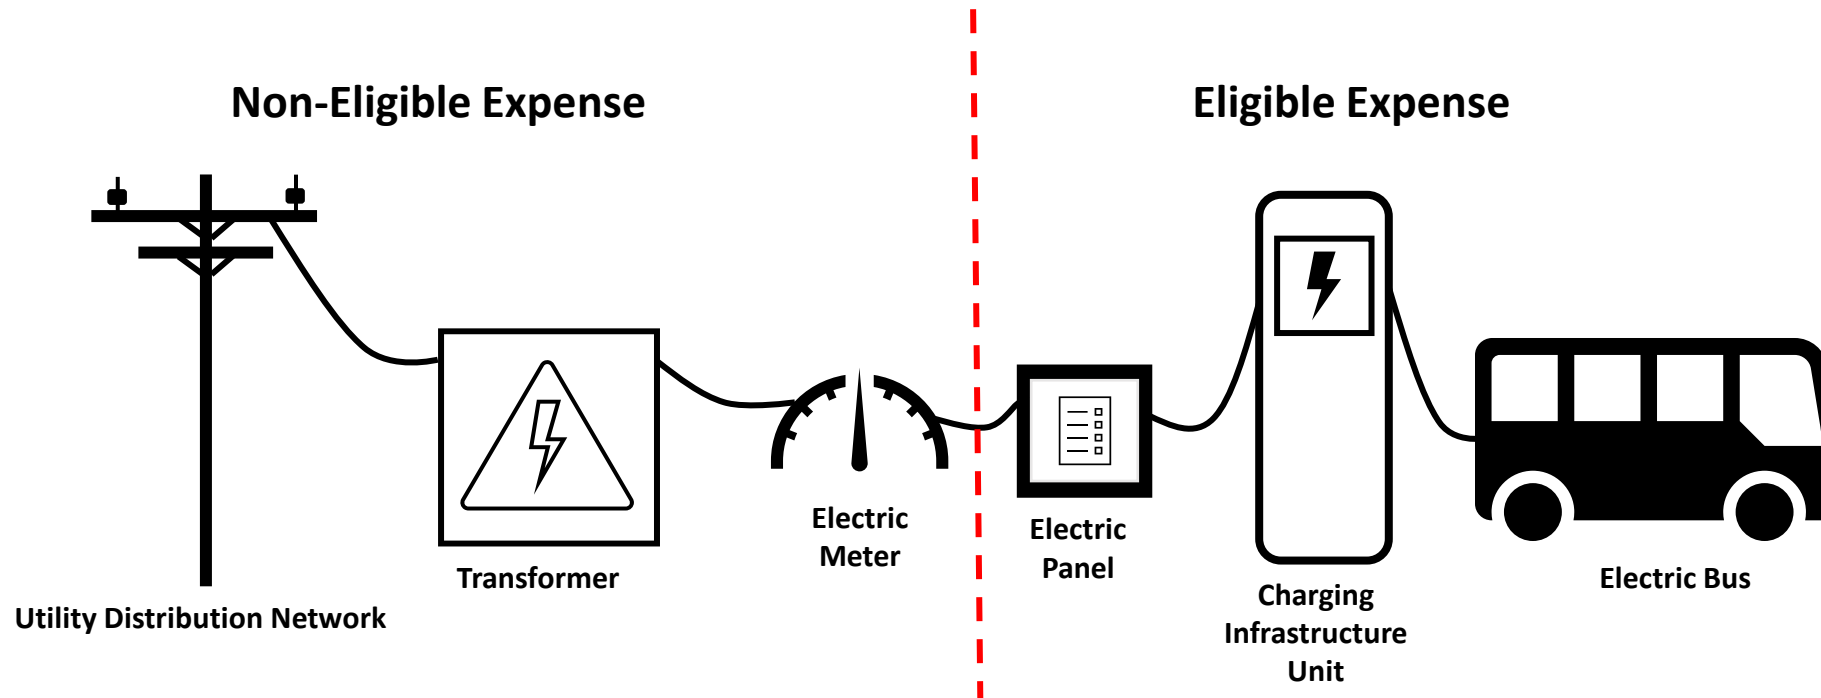 Non-Eligible Expense
Eligible Expense
Utility Distribution Network
Transformer
Electric
Meter
Electric
Panel
Charging
Infrastructure
Unit
Electric Bus